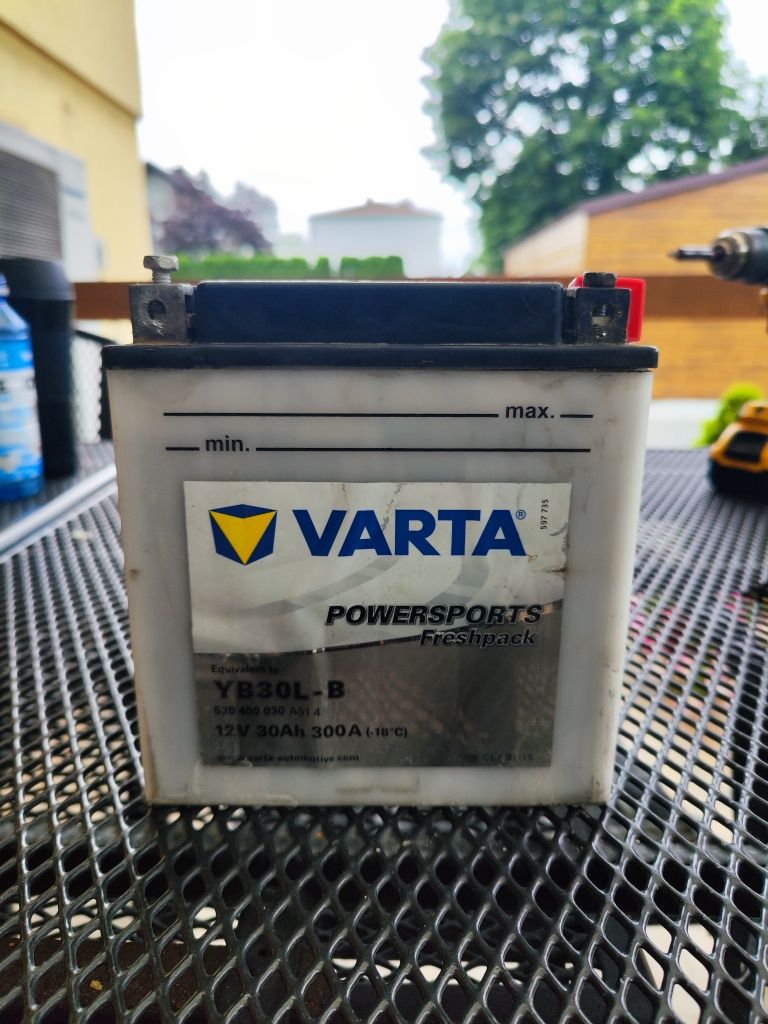 max.
min.
VARTA®
597 735
POWERSPORTS
Freshpack
Equivalent to
YB30L-B
530 400 030 A514
12V 30Ah 300A (-18°C)
www.varta-automotive.com
CLARIOS